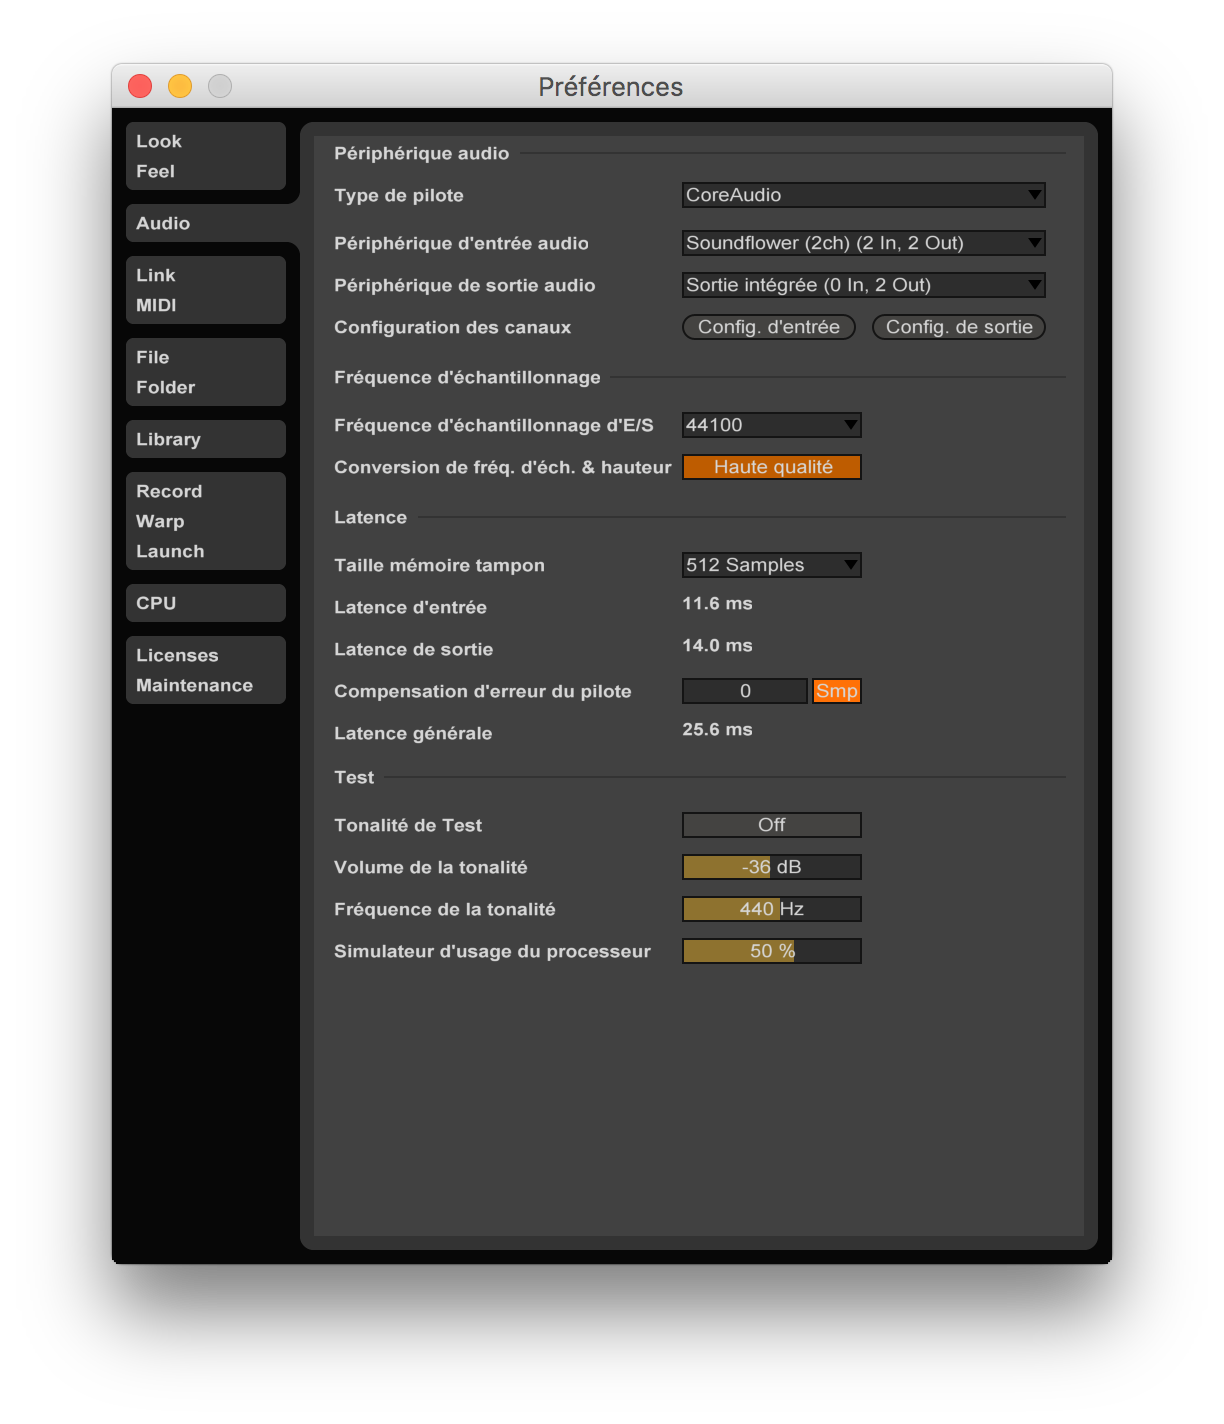 Préférences
Look
Feel
Audio
Link
MIDI
File
Folder
Library
Record
Warp
Launch
CPU
Licenses
Maintenance
Périphérique audio
Type de pilote CoreAudio
Périphérique d'entrée audio Soundflower (2ch) (2 In, 2 Out)
Périphérique de sortie audio Sortie intégrée (0 In, 2 Out)
Configuration des canaux Config. d'entrée Config. de sortie
Fréquence d'échantillonnage
Fréquence d'échantillonnage d'E/S 44100
Conversion de fréq. d'éch. & hauteur Haute qualité
Latence
Taille mémoire tampon 512 Samples
Latence d'entrée 11.6 ms
Latence de sortie 14.0 ms
Compensation d'erreur du pilote 0 Smp
Latence générale 25.6 ms
Test
Tonalité de Test Off
Volume de la tonalité -36 dB
Fréquence de la tonalité 440 Hz
Simulateur d'usage du processeur 50 %